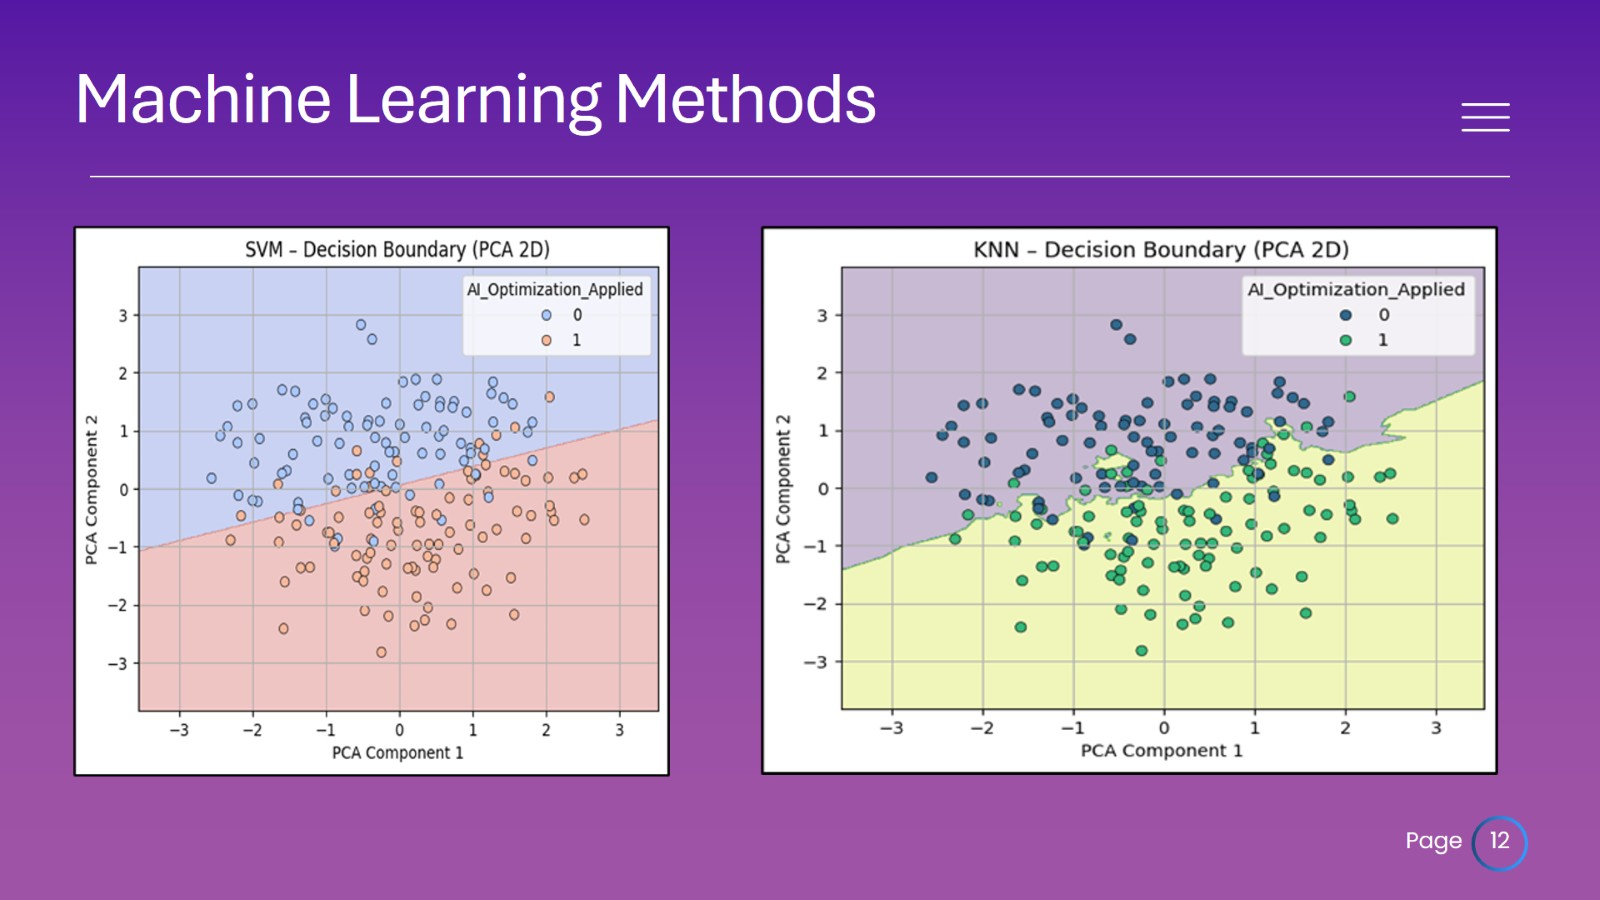 Machine Learning Methods
SVM – Decision Boundary (PCA 2D)
AI_Optimization_Applied
0
1
3
2
1
0
−1
−2
−3
PCA Component 2
−3 −2 −1 0 1 2 3
PCA Component 1
KNN – Decision Boundary (PCA 2D)
AI_Optimization_Applied
0
1
3
2
1
0
−1
−2
−3
PCA Component 2
−3 −2 −1 0 1 2 3
PCA Component 1
Page 12